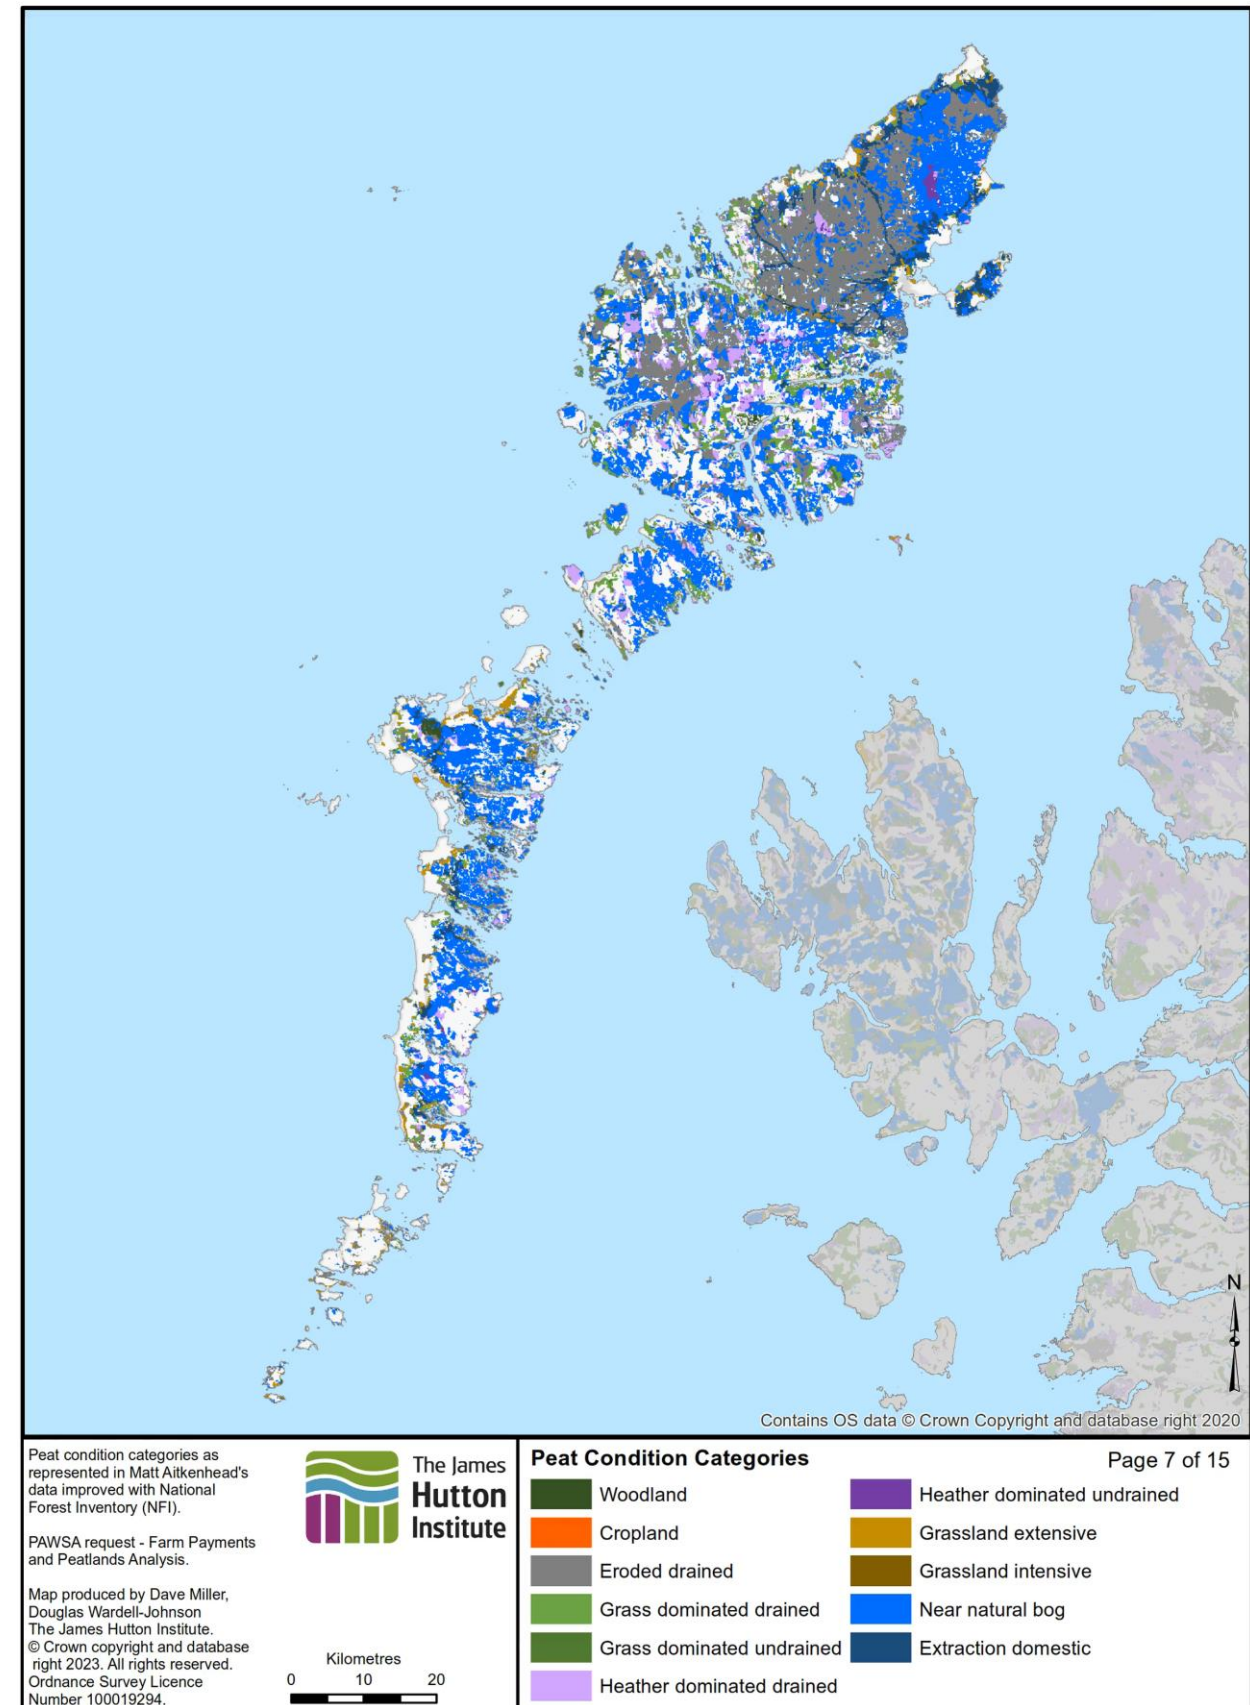 N
Contains OS data © Crown Copyright and database right 2020
Peat condition categories as
represented in Matt Aitkenhead's
data improved with National
Forest Inventory (NFI).
PAWSA request - Farm Payments
and Peatlands Analysis.
Map produced by Dave Miller,
Douglas Wardell-Johnson
The James Hutton Institute.
© Crown copyright and database
right 2023. All rights reserved.
Ordnance Survey Licence
Number 100019294.
The James
Hutton
Institute
Kilometres
0 10 20
Peat Condition Categories
Page 7 of 15
Woodland
Cropland
Eroded drained
Grass dominated drained
Grass dominated undrained
Heather dominated drained
Heather dominated undrained
Grassland extensive
Grassland intensive
Near natural bog
Extraction domestic